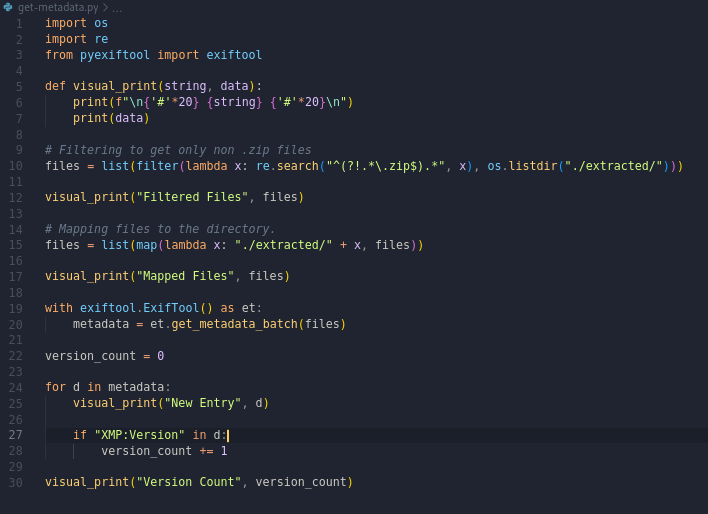 get-metadata.py > ...
1 import os
2 import re
3 from pyexiftool import exiftool
4
5 def visual_print(string, data):
6     print(f"\n{'#'*20} {string} {'#'*20}\n")
7     print(data)
8
9 # Filtering to get only non .zip files
10 files = list(filter(lambda x: re.search("^(?!.*\.zip$).*", x), os.listdir("./extracted/")))
11
12 visual_print("Filtered Files", files)
13
14 # Mapping files to the directory.
15 files = list(map(lambda x: "./extracted/" + x, files))
16
17 visual_print("Mapped Files", files)
18
19 with exiftool.ExifTool() as et:
20     metadata = et.get_metadata_batch(files)
21
22 version_count = 0
23
24 for d in metadata:
25     visual_print("New Entry", d)
26
27     if "XMP:Version" in d:
28         version_count += 1
29
30 visual_print("Version Count", version_count)